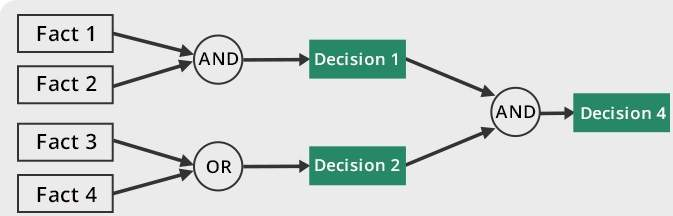 Fact 1
Fact 2
AND
Decision 1
Fact 3
Fact 4
OR
Decision 2
AND
Decision 4